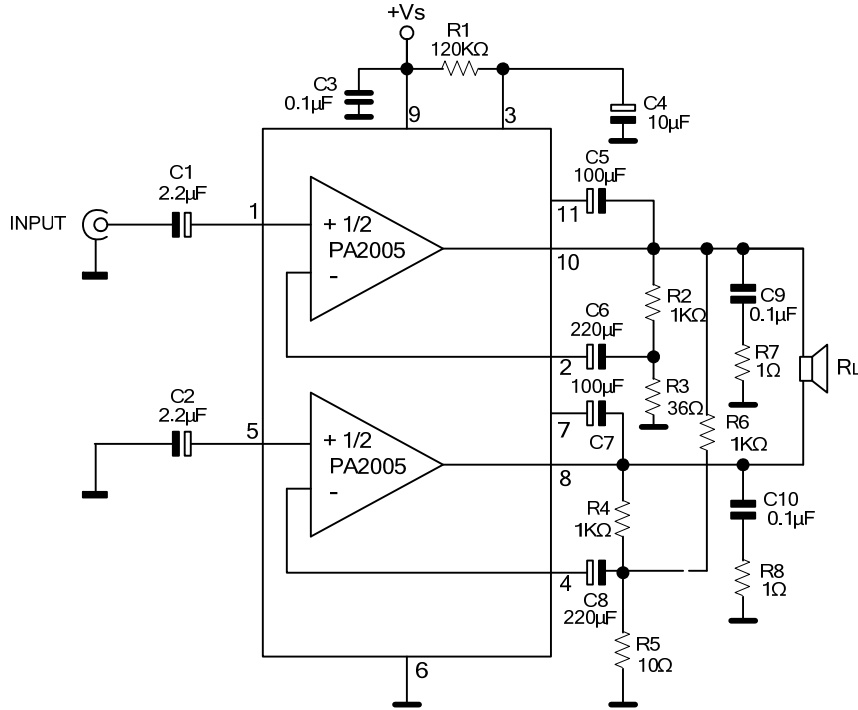 +Vs
R1
120KΩ
C3
0.1µF
9
3
C4
10µF
C1
2.2µF
C5
100µF
INPUT
1
+ 1/2
PA2005
-
11
10
R2
1KΩ
C9
0.1µF
C6
220µF
2
R7
1Ω
RL
R3
36Ω
100µF
C7
7
C2
2.2µF
5
+ 1/2
PA2005
-
R6
1KΩ
8
R4
1KΩ
C10
0.1µF
4
C8
220µF
R8
1Ω
R5
10Ω
6